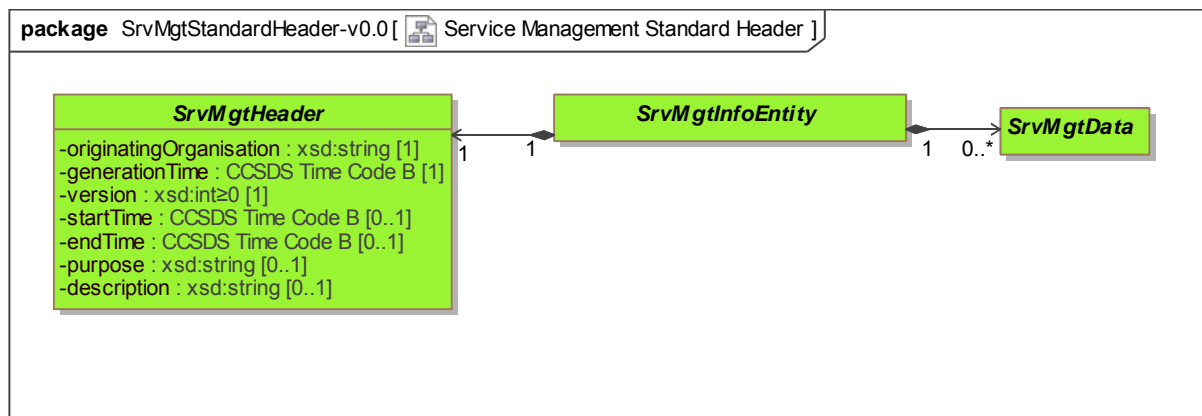 package SrvMgtStandardHeader-v0.0 [ Service Management Standard Header ]
SrvMgtHeader
-originatingOrganisation : xsd:string [1]
-generationTime : CCSDS Time Code B [1]
-version : xsd:int≥0 [1]
-startTime : CCSDS Time Code B [0..1]
-endTime : CCSDS Time Code B [0..1]
-purpose : xsd:string [0..1]
-description : xsd:string [0..1]
1
1
SrvMgtInfoEntity
1
0..*
SrvMgtData